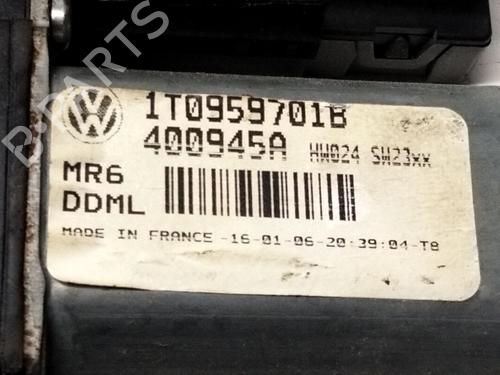 B-PARTS
1T0959701B
400945A HW024 SW23xx
MR6
DDML
MADE IN FRANCE -16-01-06-20:39:04-T8